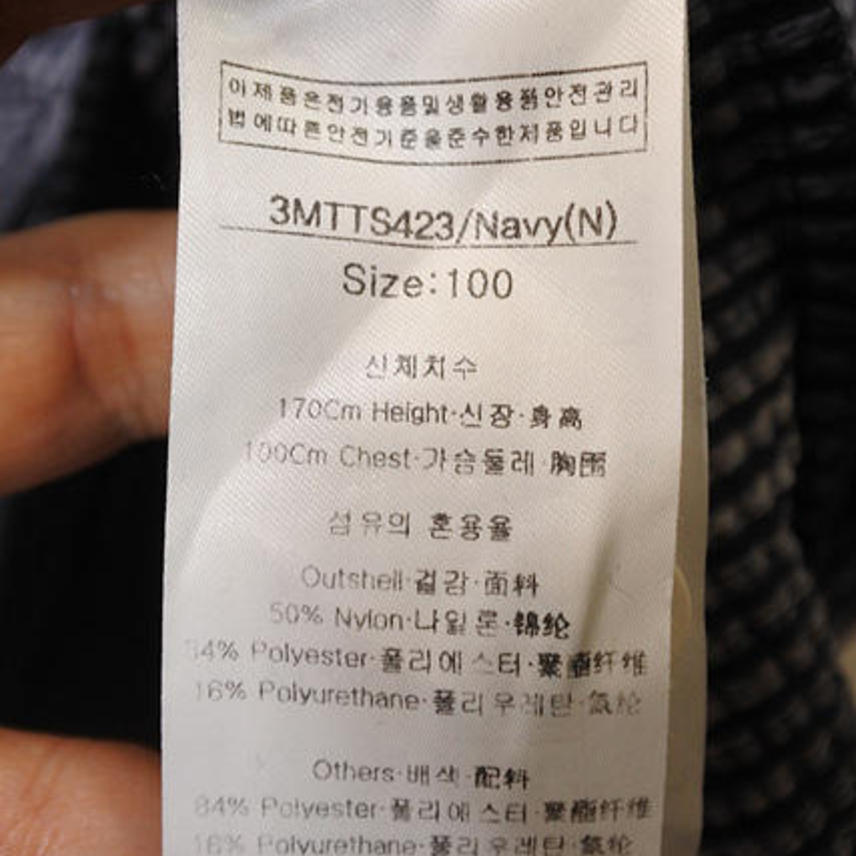 이제품은전기용품및생활용품안전관리
법에따른안전기준을준수한제품입니다
3MTTS423/Navy(N)
Size:100
신체치수
170Cm Height·신장·身高
100Cm Chest·가슴둘레·胸圍
섬유의 혼용율
Outshell·겉감·面料
50% Nylon·나일론·锦纶
34% Polyester·폴리에스터·聚酯纤维
16% Polyurethane·폴리우레탄·氨纶
Others·배색·配料
84% Polyester·폴리에스터·聚酯纤维
16% Polyurethane·폴리우레탄·氨纶